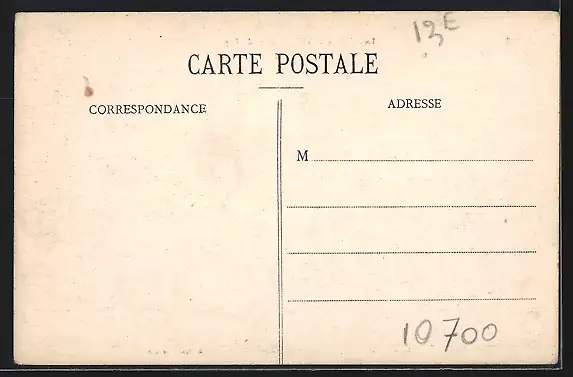 13E
CARTE POSTALE
CORRESPONDANCE
ADRESSE
M
10700